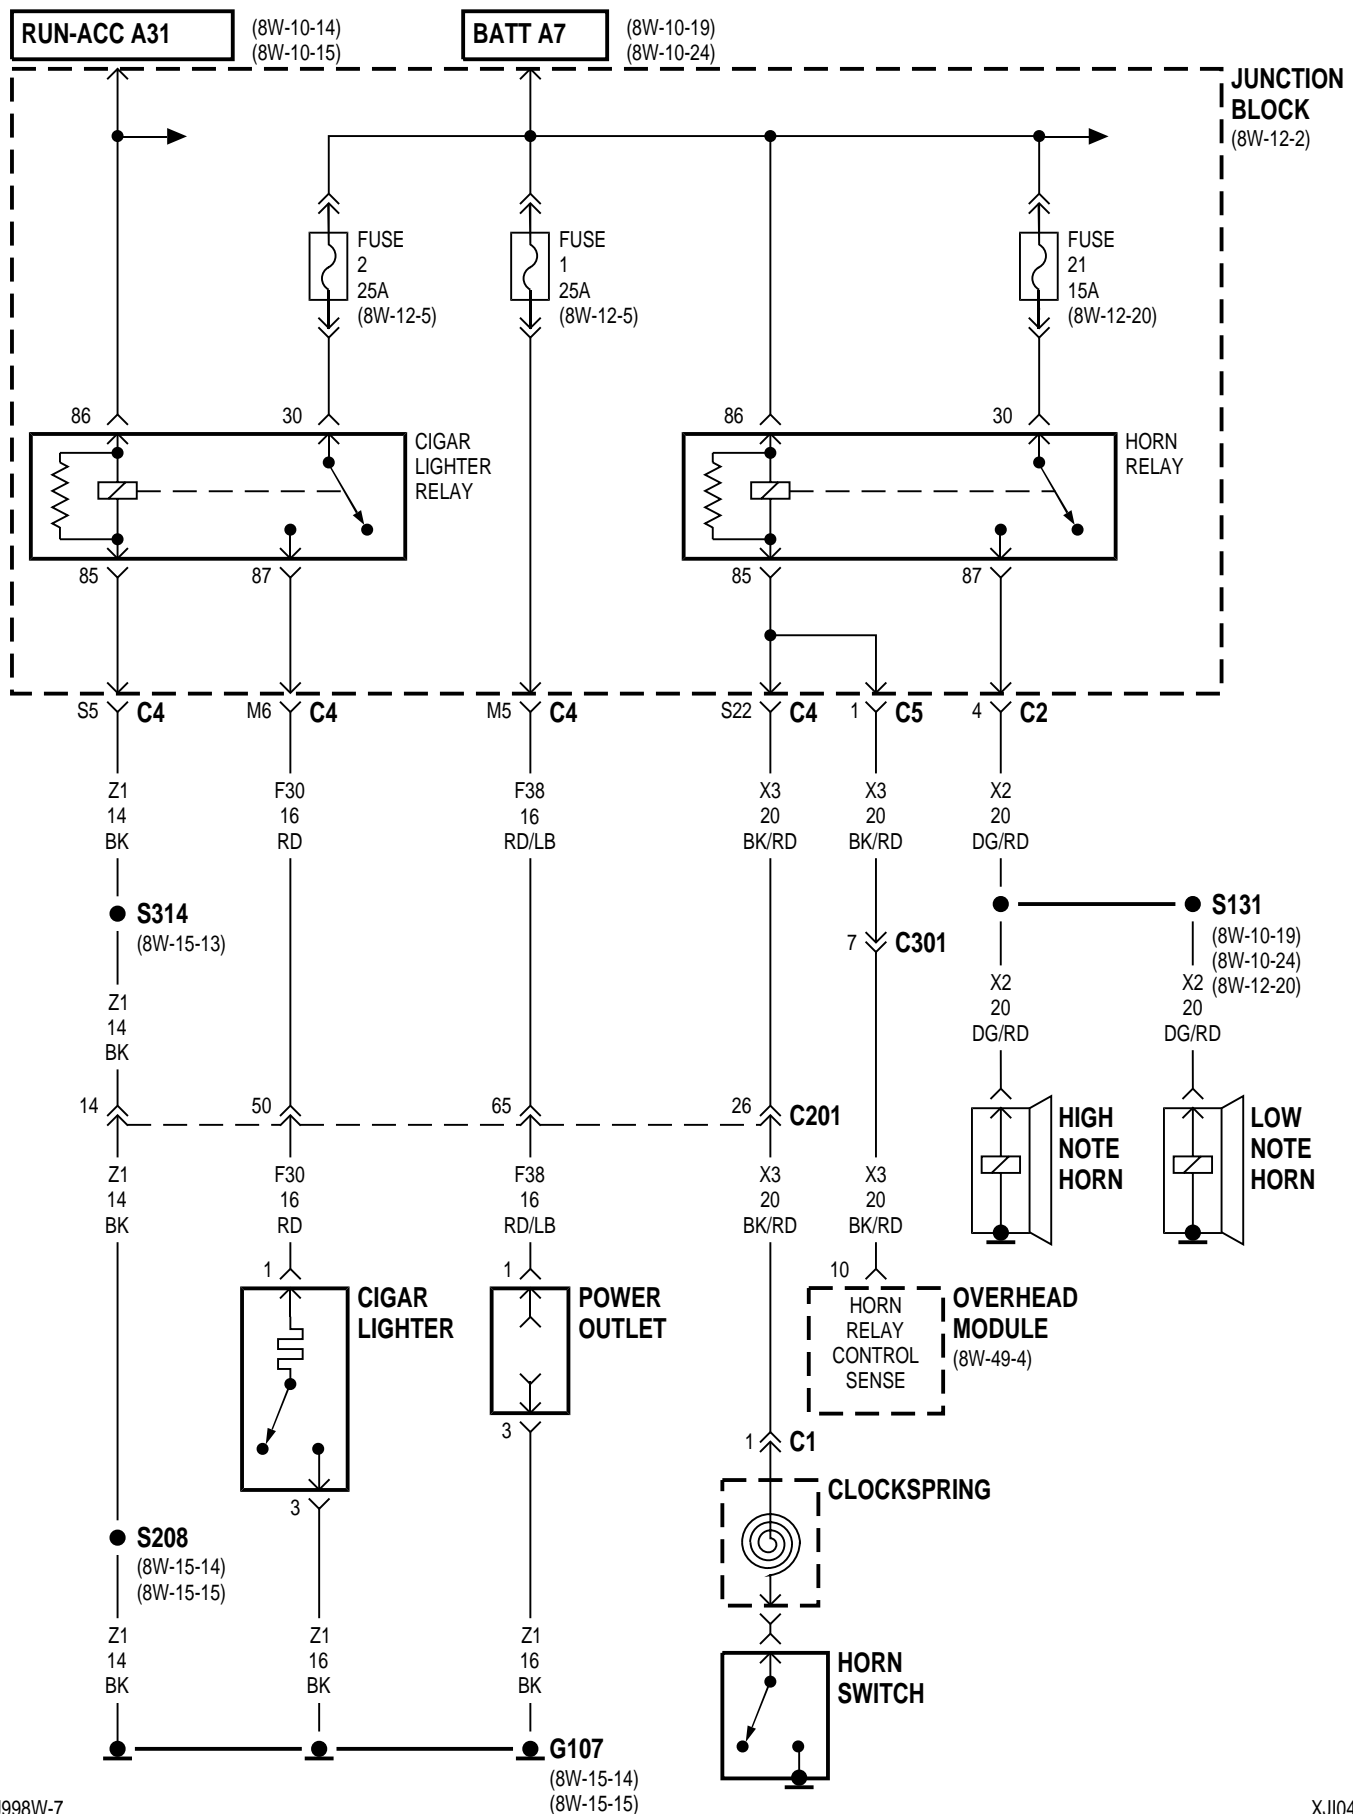 RUN-ACC A31
(8W-10-14)
(8W-10-15)
BATT A7
(8W-10-19)
(8W-10-24)
JUNCTION
BLOCK
(8W-12-2)
FUSE
2
25A
(8W-12-5)
FUSE
1
25A
(8W-12-5)
FUSE
21
15A
(8W-12-20)
86
30
CIGAR
LIGHTER
RELAY
85
87
86
30
HORN
RELAY
85
87
S5
C4
M6
C4
M5
C4
S22
C4
1
C5
4
C2
Z1
14
BK
F30
16
RD
F38
16
RD/LB
X3
20
BK/RD
X3
20
BK/RD
X2
20
DG/RD
S314
(8W-15-13)
7
C301
S131
(8W-10-19)
(8W-10-24)
(8W-12-20)
Z1
14
BK
X2
20
DG/RD
X2
20
DG/RD
14
50
65
26
C201
HIGH
NOTE
HORN
LOW
NOTE
HORN
Z1
14
BK
F30
16
RD
F38
16
RD/LB
X3
20
BK/RD
X3
20
BK/RD
1
CIGAR
LIGHTER
1
POWER
OUTLET
10
HORN
RELAY
CONTROL
SENSE
OVERHEAD
MODULE
(8W-49-4)
3
3
1
C1
CLOCKSPRING
S208
(8W-15-14)
(8W-15-15)
Z1
14
BK
Z1
16
BK
Z1
16
BK
HORN
SWITCH
G107
(8W-15-14)
(8W-15-15)
998W-7
XJI04